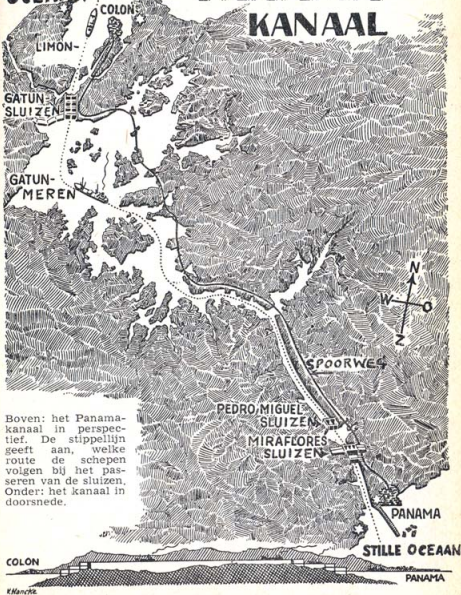 COLON
KANAAL
LIMON-
GATUN-
SLUIZEN
GATUN-
MEREN
N
W
O
Z
SPOORWEG
PEDRO MIGUEL
SLUIZEN
MIRAFLORES
SLUIZEN
Boven: het Panama-
kanaal in perspec-
tief. De stippellijn
geeft aan, welke
route de schepen
volgen bij het pas-
seren van de sluizen.
Onder: het kanaal in
doorsnede.
PANAMA
STILLE OCEAAN
COLON
PANAMA